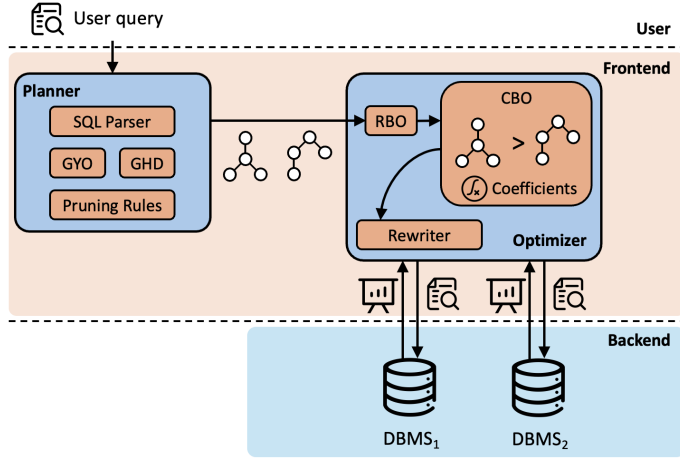 User query
User
Frontend
Planner
SQL Parser
GYO
GHD
Pruning Rules
RBO
CBO
>
Coefficients
Rewriter
Optimizer
Backend
DBMS₁
DBMS₂